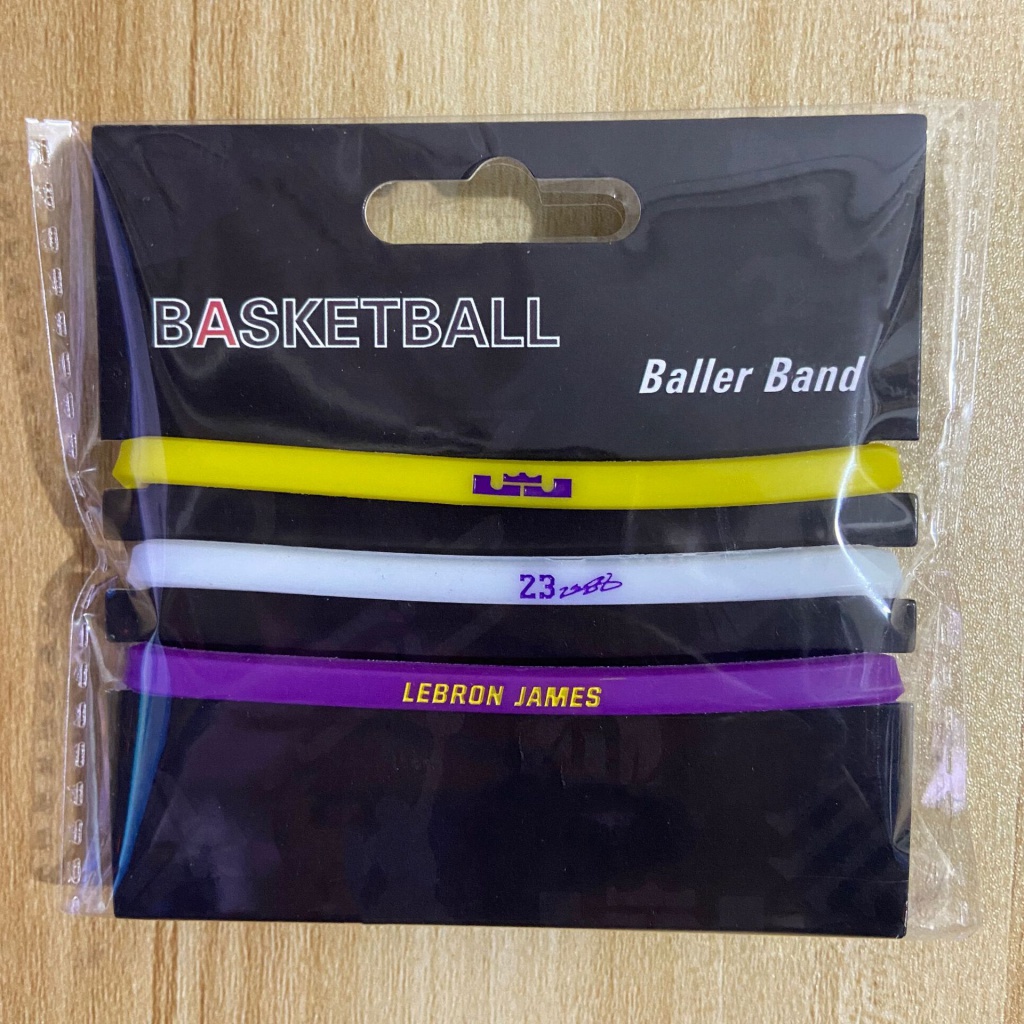 BASKETBALL
Baller Band
23
LEBRON JAMES